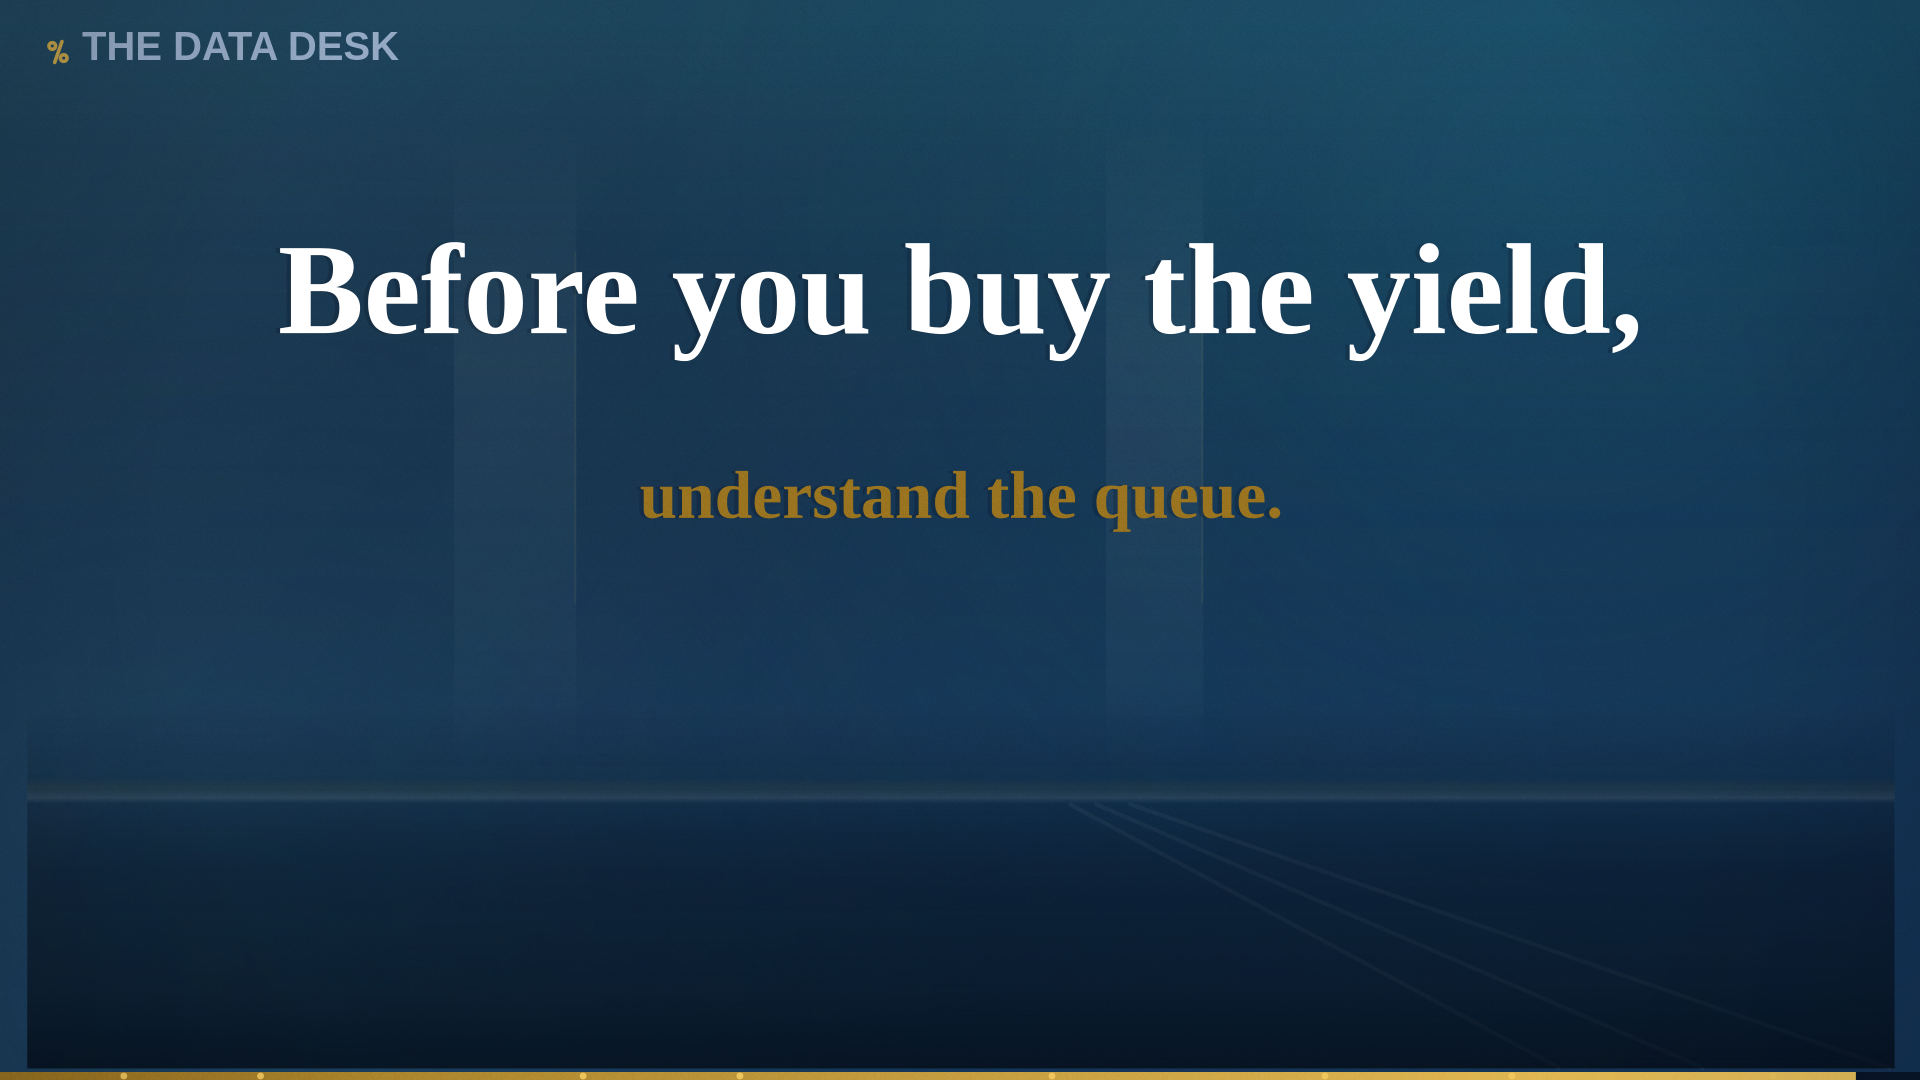 % THE DATA DESK
Before you buy the yield,
understand the queue.